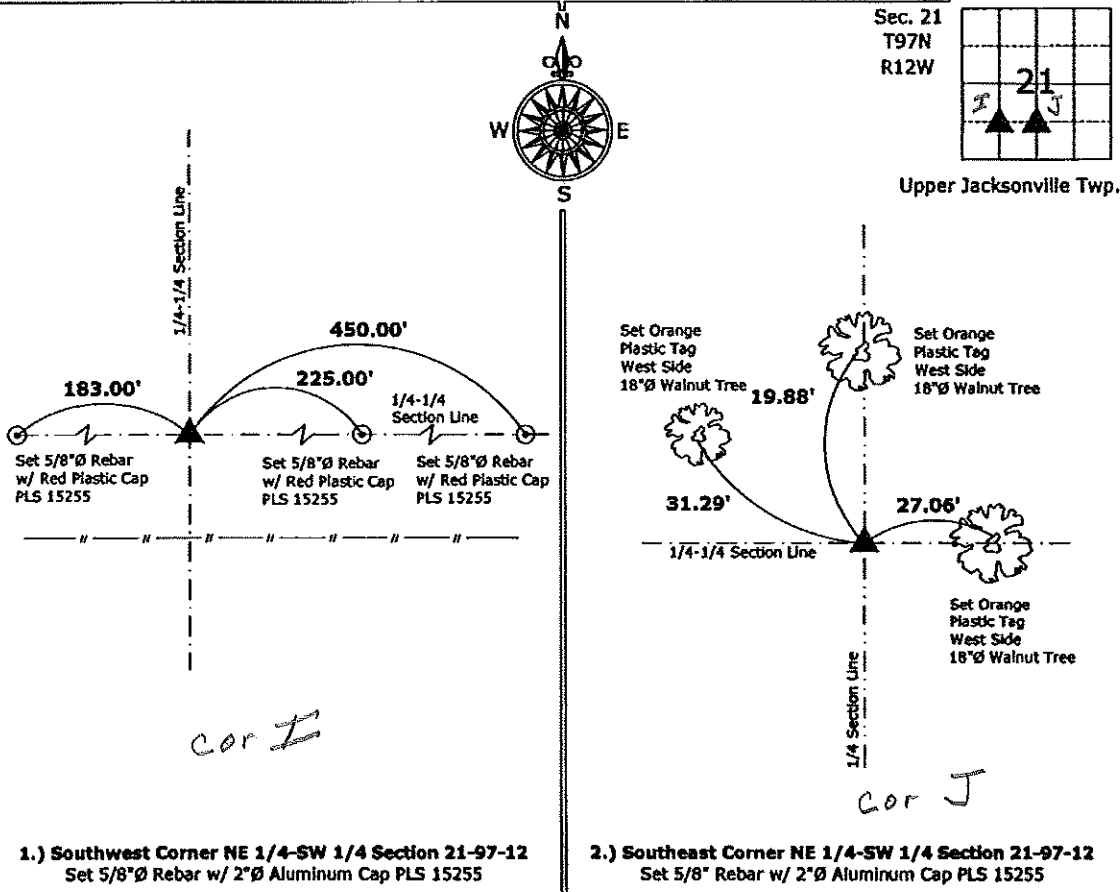 N
W
E
S
Sec. 21
T97N
R12W
21
I
J
Upper Jacksonville Twp.
1/4-1/4 Section Line
450.00'
183.00'
225.00'
1/4-1/4
Section Line
Set 5/8"Ø Rebar
w/ Red Plastic Cap
PLS 15255
Set 5/8"Ø Rebar
w/ Red Plastic Cap
PLS 15255
Set 5/8"Ø Rebar
w/ Red Plastic Cap
PLS 15255
cor I
1.) Southwest Corner NE 1/4-SW 1/4 Section 21-97-12
Set 5/8"Ø Rebar w/ 2"Ø Aluminum Cap PLS 15255
Set Orange
Plastic Tag
West Side
18"Ø Walnut Tree
19.88'
Set Orange
Plastic Tag
West Side
18"Ø Walnut Tree
31.29'
27.06'
1/4-1/4 Section Line
Set Orange
Plastic Tag
West Side
18"Ø Walnut Tree
1/4 Section Line
cor J
2.) Southeast Corner NE 1/4-SW 1/4 Section 21-97-12
Set 5/8" Rebar w/ 2"Ø Aluminum Cap PLS 15255